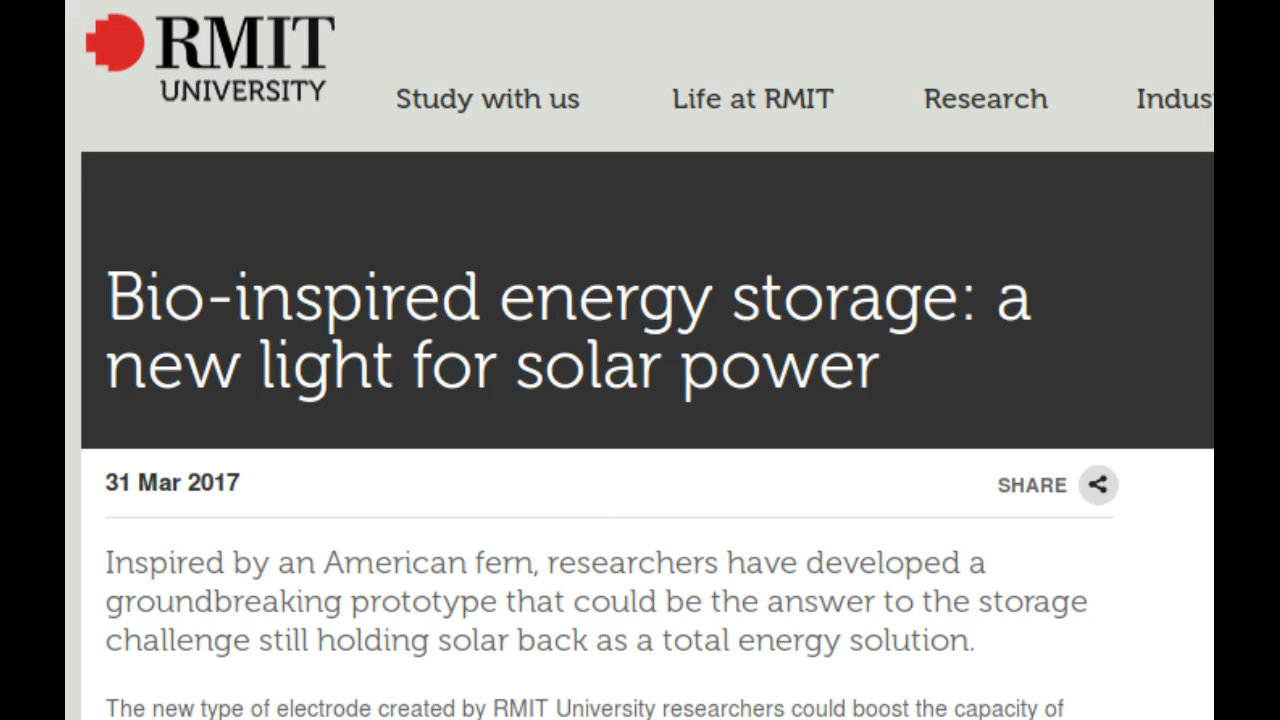 RMIT
UNIVERSITY
Study with us Life at RMIT Research Indus
Bio-inspired energy storage: a
new light for solar power
31 Mar 2017 SHARE
Inspired by an American fern, researchers have developed a
groundbreaking prototype that could be the answer to the storage
challenge still holding solar back as a total energy solution.
The new type of electrode created by RMIT University researchers could boost the capacity of